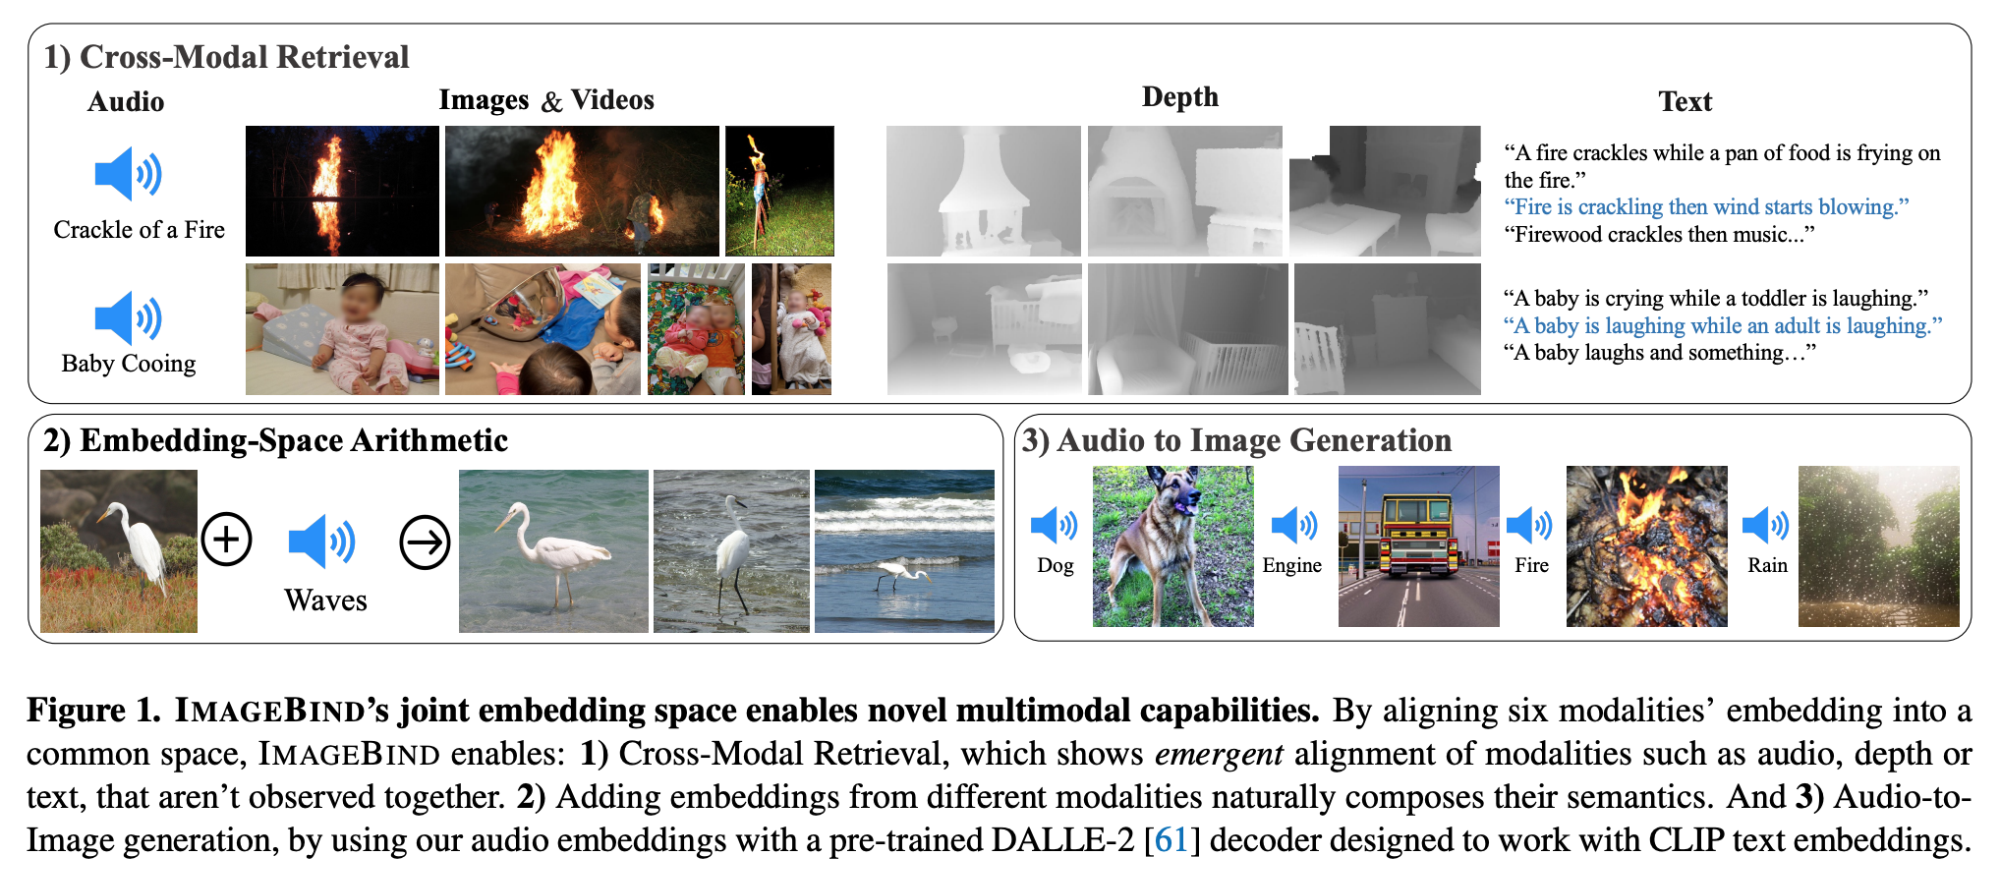 1) Cross-Modal Retrieval
Audio
Images & Videos
Depth
Text
Crackle of a Fire
“A fire crackles while a pan of food is frying on
the fire.”
“Fire is crackling then wind starts blowing.”
“Firewood crackles then music...”
Baby Cooing
“A baby is crying while a toddler is laughing.”
“A baby is laughing while an adult is laughing.”
“A baby laughs and something…”
2) Embedding-Space Arithmetic
Waves
3) Audio to Image Generation
Dog
Engine
Fire
Rain
Figure 1. IMAGEBIND’s joint embedding space enables novel multimodal capabilities. By aligning six modalities’ embedding into a
common space, IMAGEBIND enables: 1) Cross-Modal Retrieval, which shows emergent alignment of modalities such as audio, depth or
text, that aren’t observed together. 2) Adding embeddings from different modalities naturally composes their semantics. And 3) Audio-to-
Image generation, by using our audio embeddings with a pre-trained DALLE-2 [61] decoder designed to work with CLIP text embeddings.